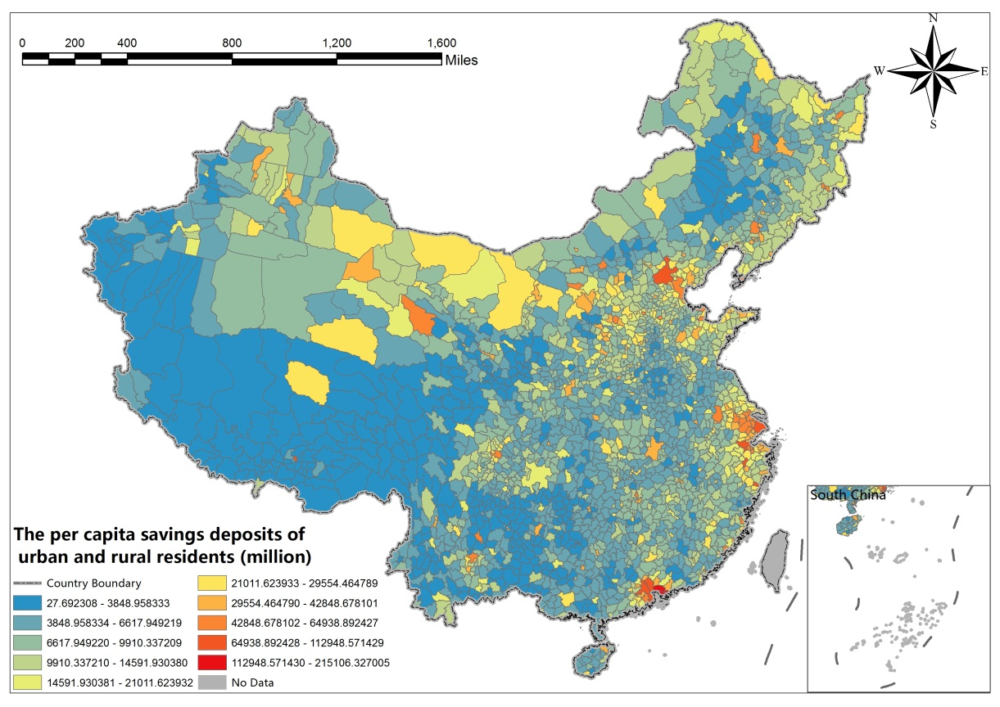 N
0 200 400 800 1,200 1,600
Miles
W E
S
South China
The per capita savings deposits of
urban and rural residents (million)
Country Boundary
27.692308 - 3848.958333
3848.958334 - 6617.949219
6617.949220 - 9910.337209
9910.337210 - 14591.930380
14591.930381 - 21011.623932
21011.623933 - 29554.464789
29554.464790 - 42848.678101
42848.678102 - 64938.892427
64938.892428 - 112948.571429
112948.571430 - 215106.327005
No Data